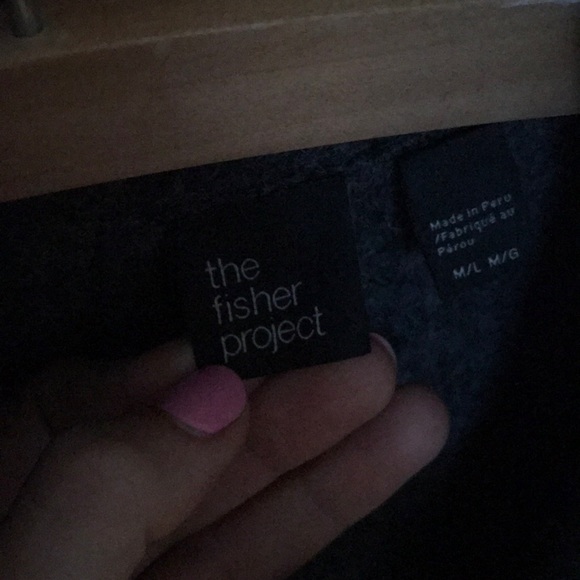 the
fisher
project
Made in Peru
/Fabriqué au
Pérou
M/L M/G